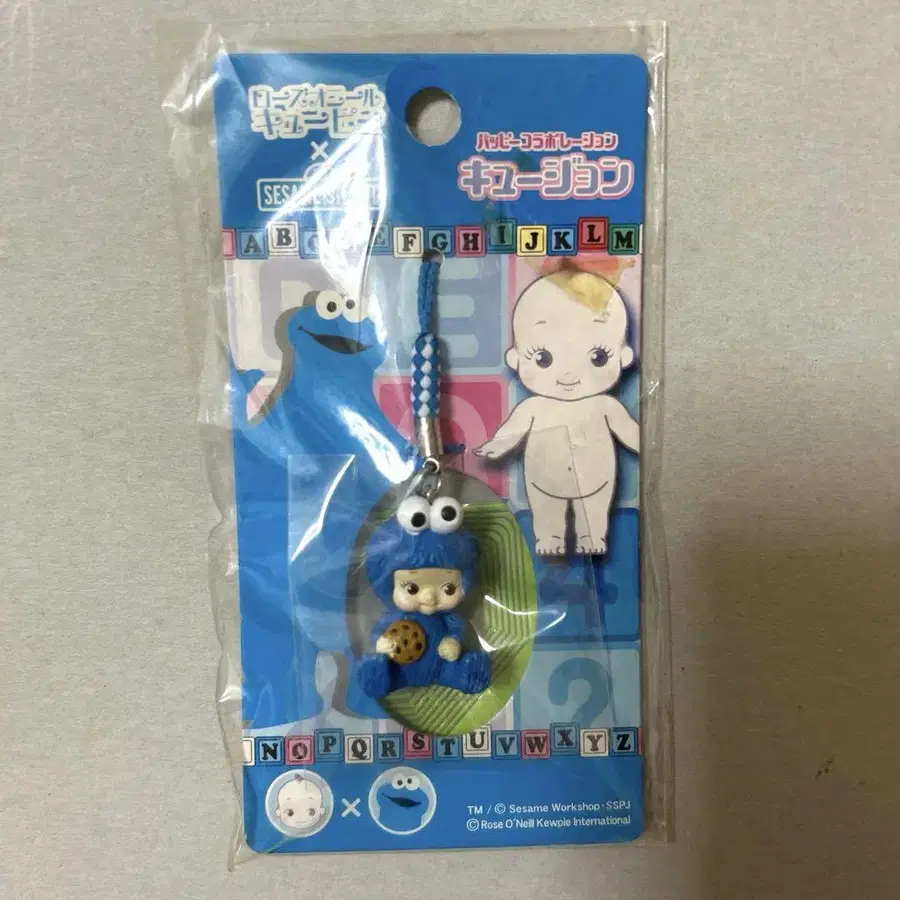 ローズオニール
キューピー
×
SESAME STREET
ハッピーコラボレーション
キュージョン
A B C D E F G H I J K L M
N O P Q R S T U V W X Y Z
×
TM / © Sesame Workshop・SSPJ
© Rose O'Neill Kewpie International